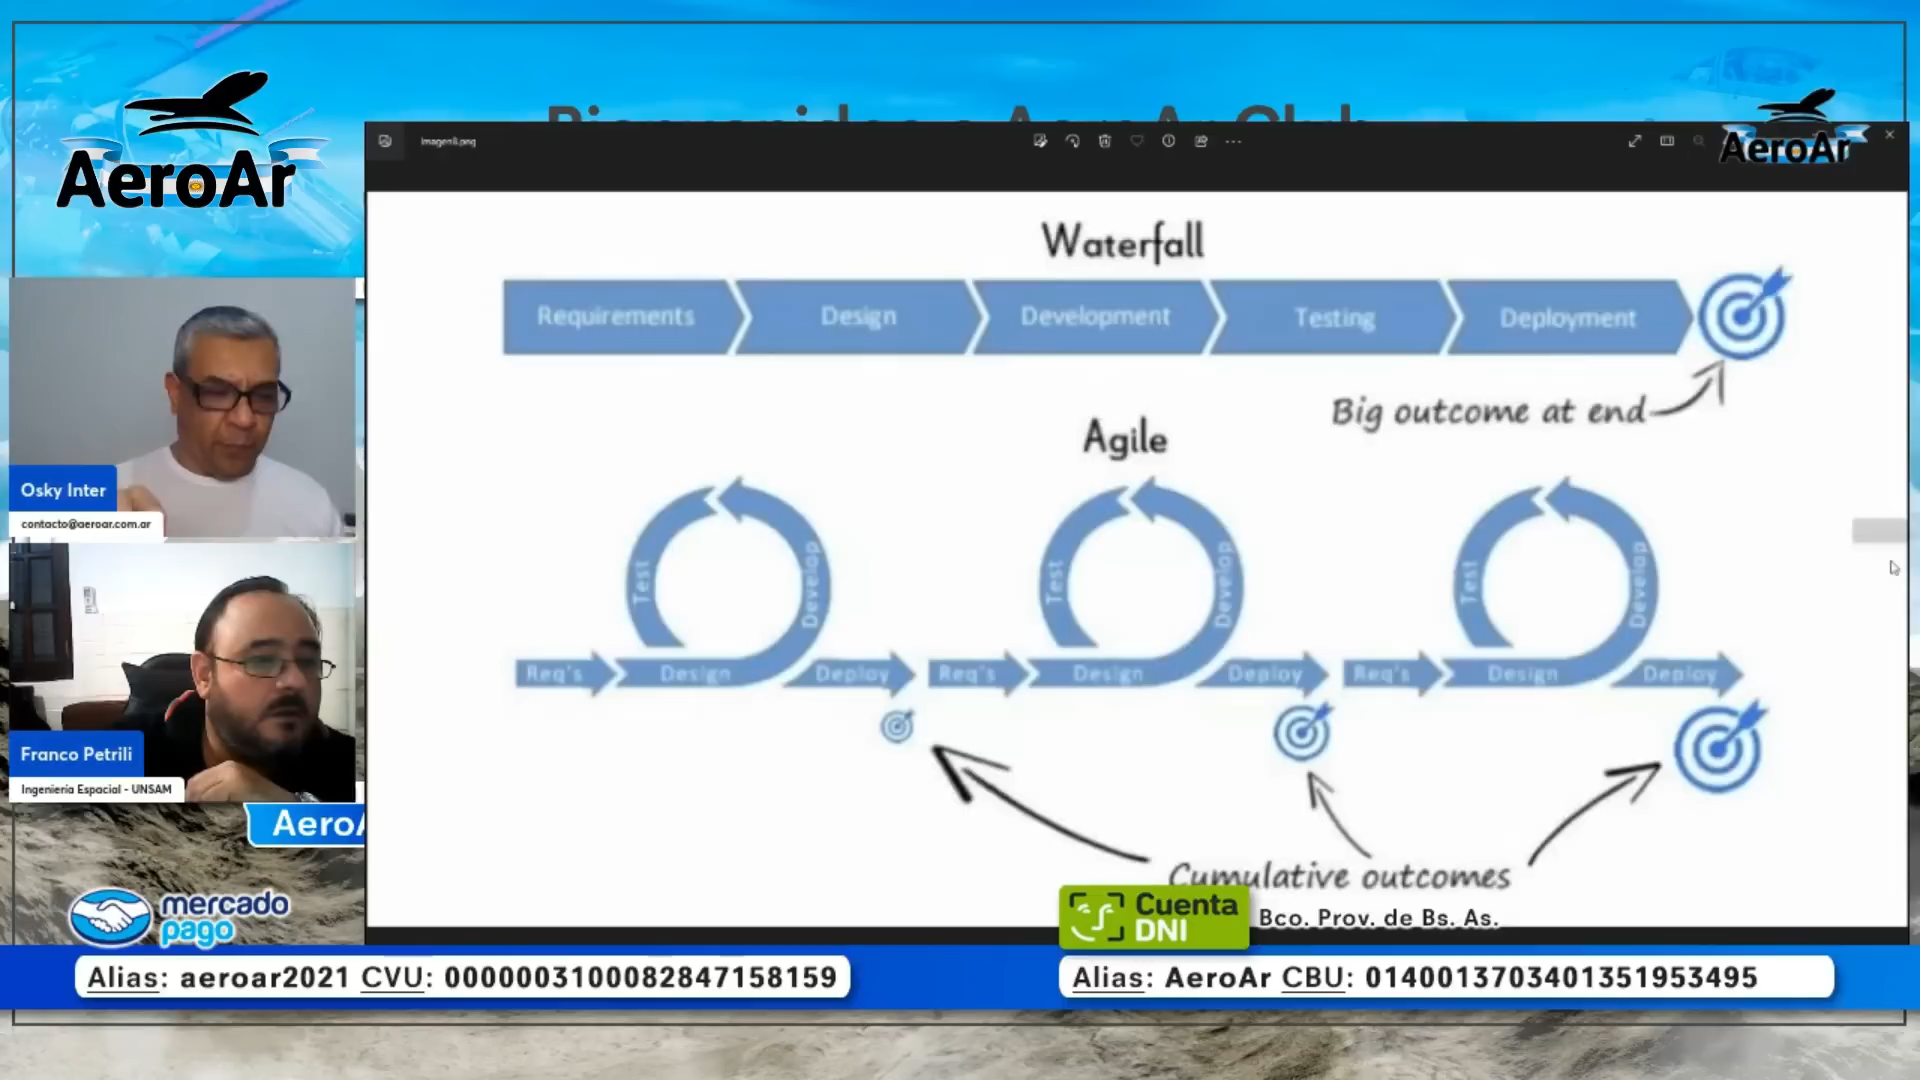 AeroAr
Imagen8.png
AeroAr
Waterfall
Requirements
Design
Development
Testing
Deployment
Big outcome at end
Agile
Test
Develop
Req's
Design
Deploy
Test
Develop
Req's
Design
Deploy
Test
Develop
Req's
Design
Deploy
Cumulative outcomes
Osky Inter
contacto@aeroar.com.ar
Franco Petrili
Ingeniería Espacial - UNSAM
mercado
pago
Cuenta
DNI
Bco. Prov. de Bs. As.
Alias: aeroar2021 CVU: 0000003100082847158159
Alias: AeroAr CBU: 0140013703401351953495